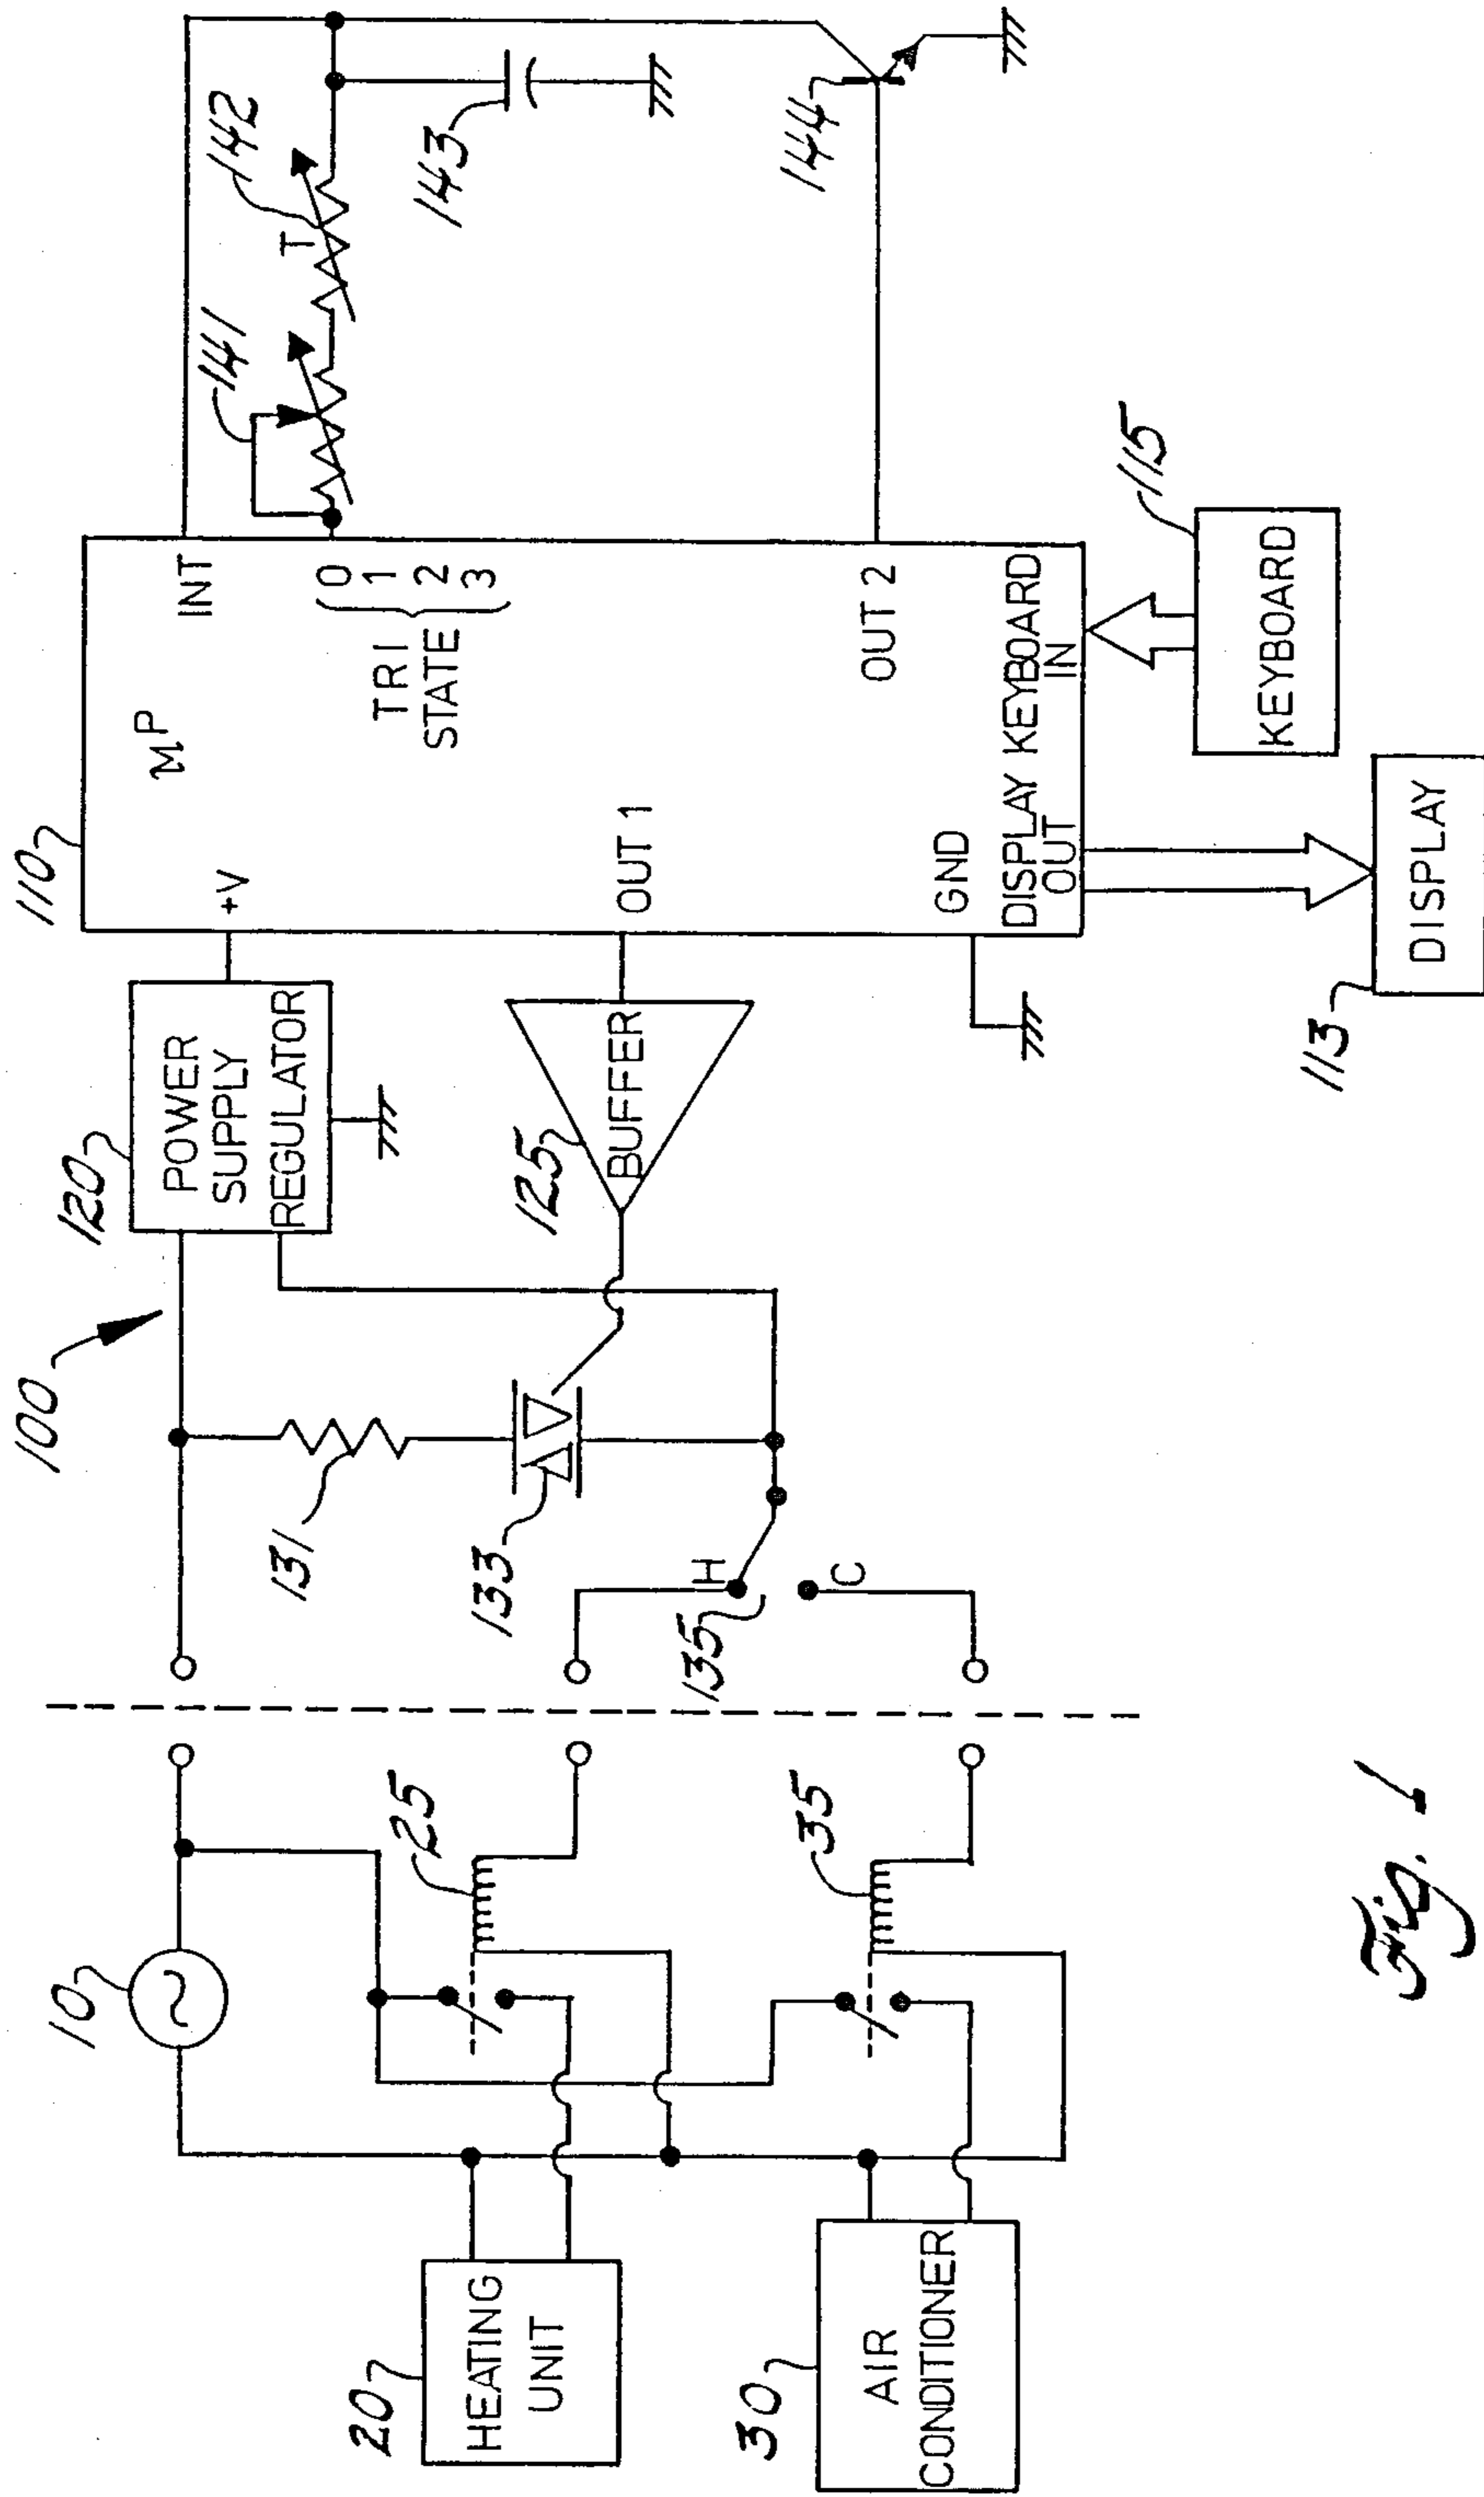 100
110
120
μP
+V
INT
POWER
SUPPLY
REGULATOR
TRI
STATE
0
1
2
3
141
T
142
143
10
131
133
125
BUFFER
OUT 1
OUT 2
144
25
H
135
C
GND
DISPLAY
OUT
KEYBOARD
IN
35
20
HEATING
UNIT
30
AIR
CONDITIONER
113
DISPLAY
115
KEYBOARD
Fig. 1